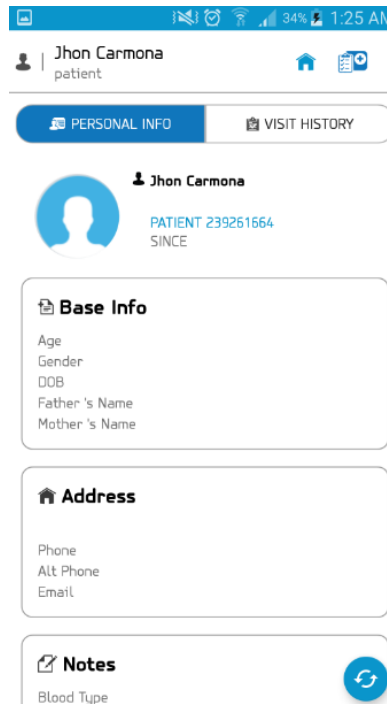 34% 1:25 AM
Jhon Carmona
patient
PERSONAL INFO
VISIT HISTORY
Jhon Carmona
PATIENT 239261664
SINCE
Base Info
Age
Gender
DOB
Father 's Name
Mother 's Name
Address
Phone
Alt Phone
Email
Notes
Blood Type